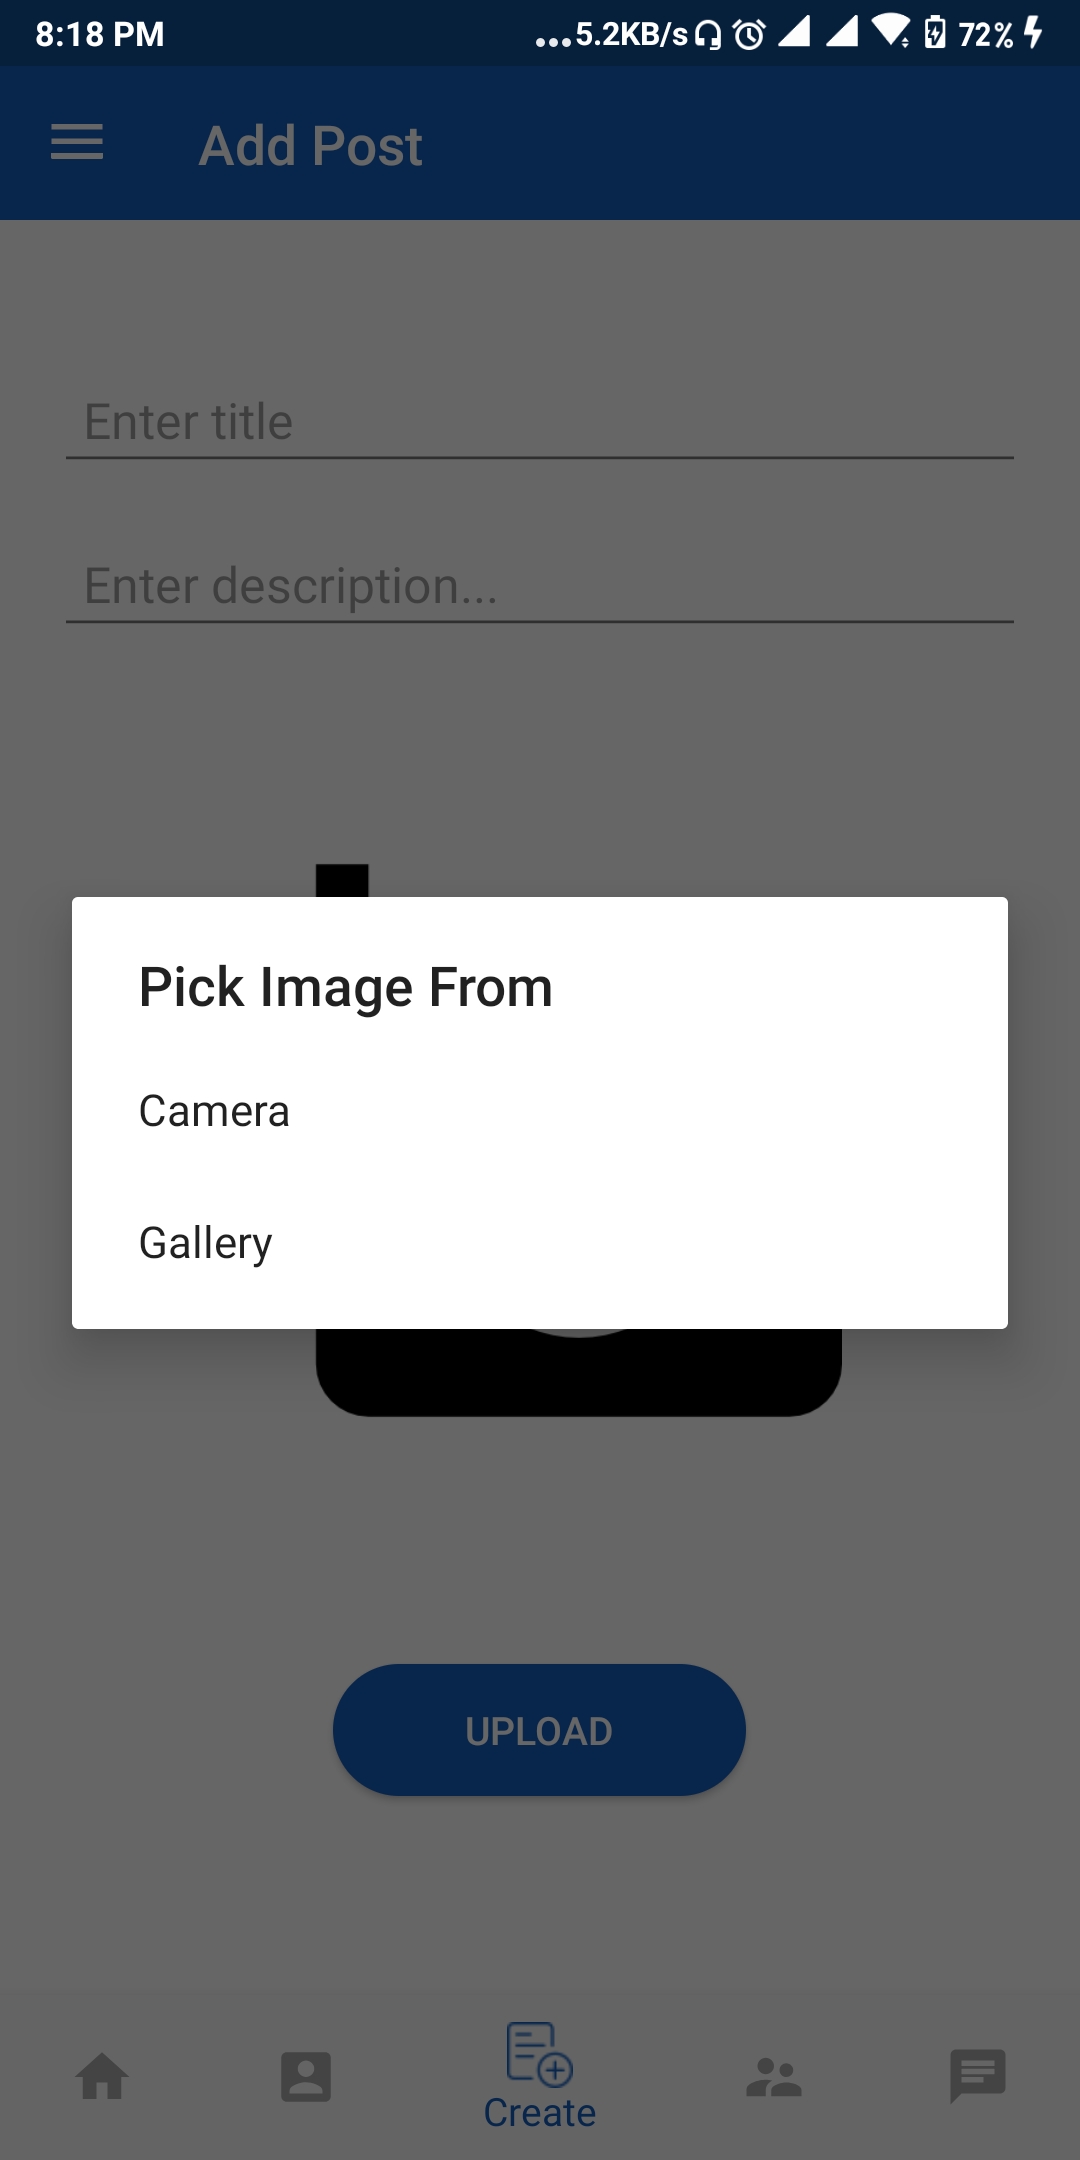 8:18 PM ...5.2KB/s 72%
Add Post
Enter title
Enter description...
Pick Image From
Camera
Gallery
UPLOAD
Create